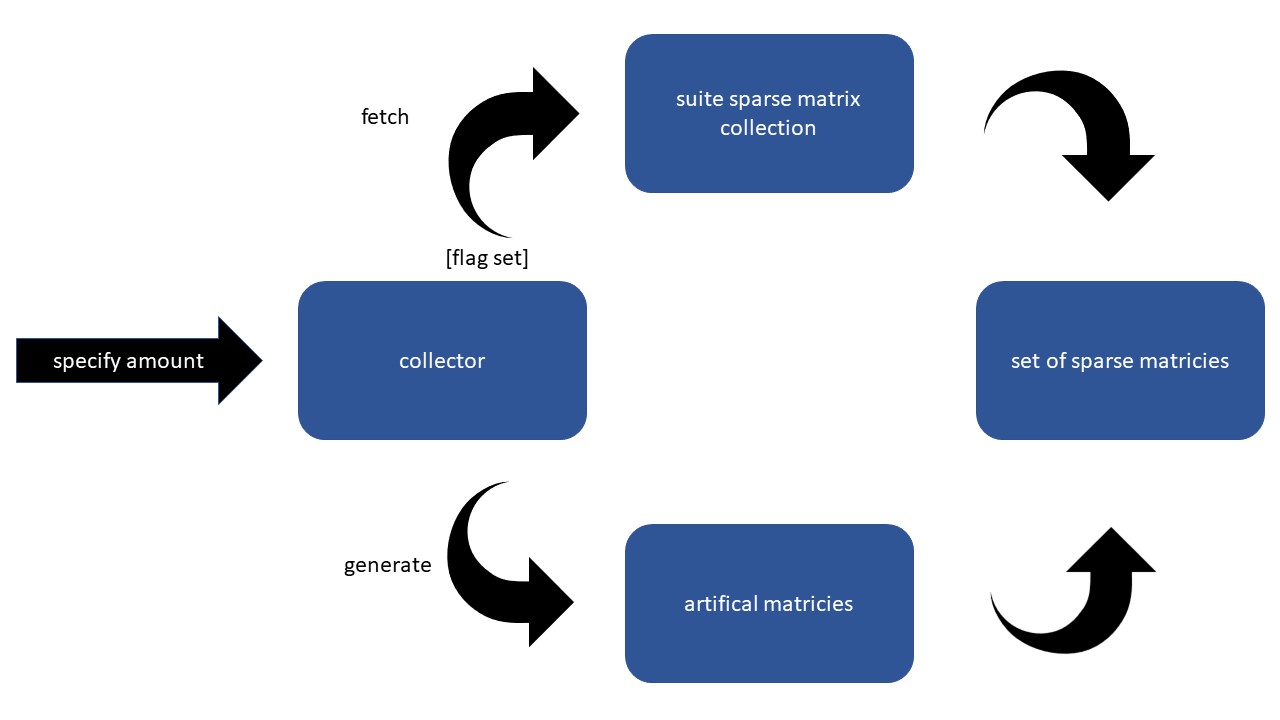 fetch
suite sparse matrix
collection
[flag set]
specify amount
collector
set of sparse matricies
generate
artifical matricies